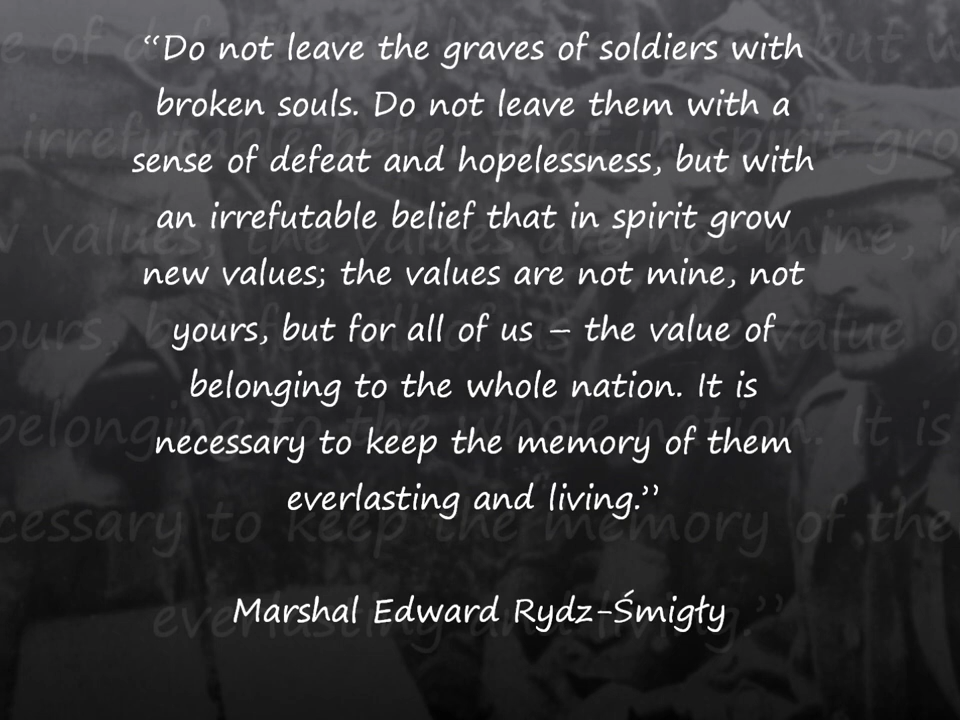 “Do not leave the graves of soldiers with
broken souls. Do not leave them with a
sense of defeat and hopelessness, but with
an irrefutable belief that in spirit grow
new values; the values are not mine, not
yours, but for all of us – the value of
belonging to the whole nation. It is
necessary to keep the memory of them
everlasting and living.”
Marshal Edward Rydz-Śmigły